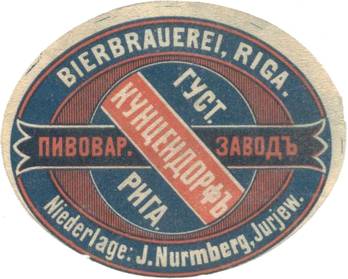 BIERBRAUEREI, RIGA.
ГУСТ.
КУНЦЕНДОРФЪ
ПИВОВАР. ЗАВОДЪ
РИГА.
Niederlage: J. Nurmberg, Jurjew.